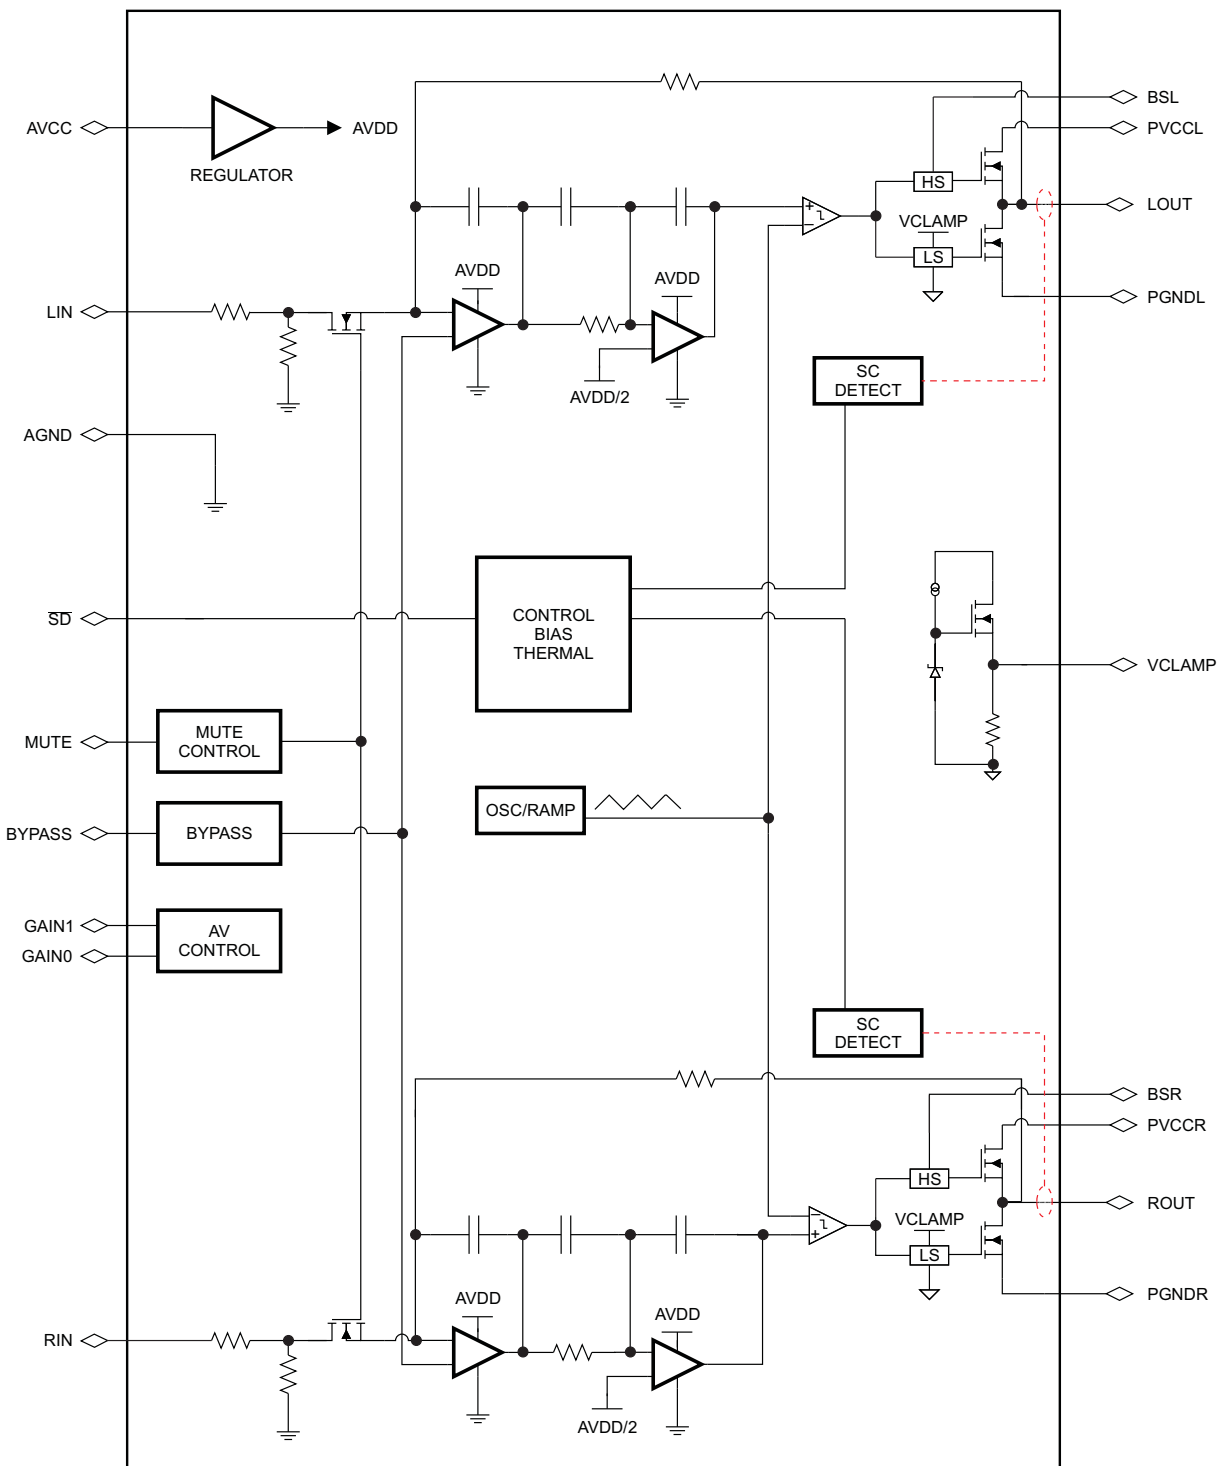 BSL
AVCC
AVDD
PVCCL
REGULATOR
HS
LOUT
VCLAMP
LS
AVDD
AVDD
PGNDL
LIN
SC
DETECT
AVDD/2
AGND
SD
CONTROL
BIAS
THERMAL
VCLAMP
MUTE
MUTE
CONTROL
OSC/RAMP
BYPASS
BYPASS
GAIN1
GAIN0
AV
CONTROL
SC
DETECT
BSR
PVCCR
HS
ROUT
VCLAMP
LS
AVDD
AVDD
PGNDR
RIN
AVDD/2